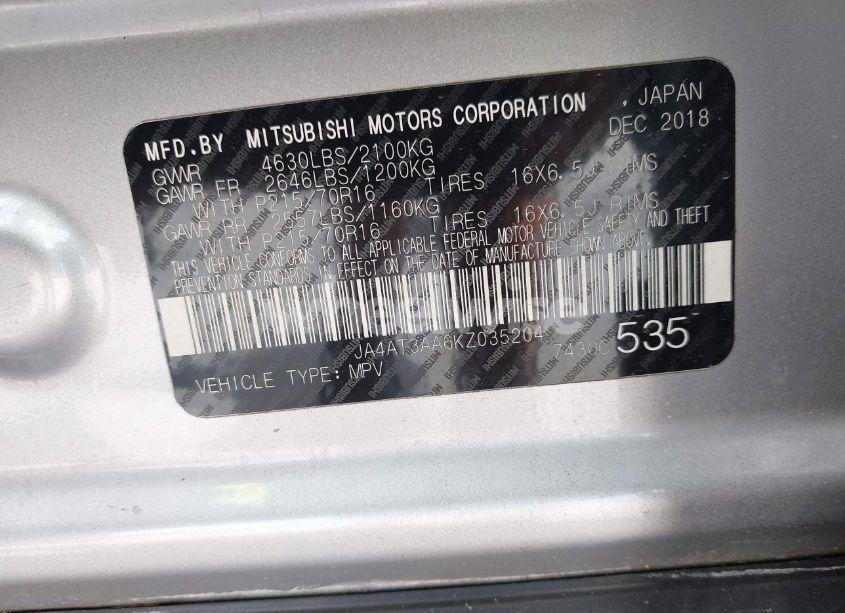 MFD.BY MITSUBISHI MOTORS CORPORATION , JAPAN
GVWR 4630LBS/2100KG DEC 2018
GAWR FR 2646LBS/1200KG
WITH P215/70R16 TIRES 16X6.5J RIMS
GAWR RR 2557LBS/1160KG
WITH P215/70R16 TIRES 16X6.5J RIMS
THIS VEHICLE CONFORMS TO ALL APPLICABLE FEDERAL MOTOR VEHICLE SAFETY AND THEFT
PREVENTION STANDARDS IN EFFECT ON THE DATE OF MANUFACTURE SHOWN ABOVE.
JA4AT3AA6KZ035204 7430C 535
VEHICLE TYPE: MPV